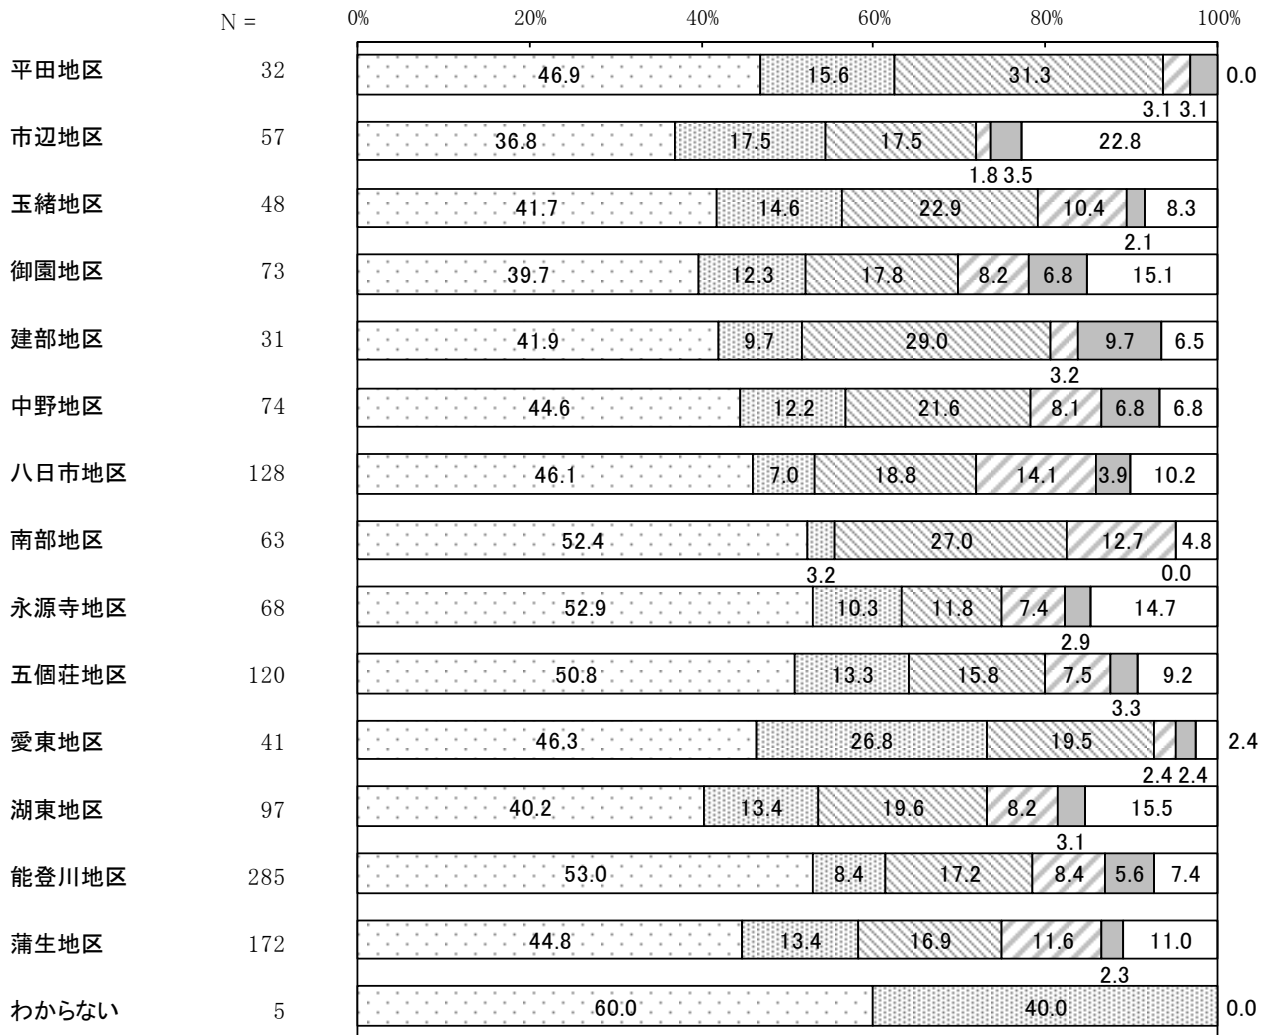 N = 0% 20% 40% 60% 80% 100%
平田地区 32 46.9 15.6 31.3 0.0
3.1 3.1
市辺地区 57 36.8 17.5 17.5 22.8
1.8 3.5
玉緒地区 48 41.7 14.6 22.9 10.4 8.3
2.1
御園地区 73 39.7 12.3 17.8 8.2 6.8 15.1
建部地区 31 41.9 9.7 29.0 9.7 6.5
3.2
中野地区 74 44.6 12.2 21.6 8.1 6.8 6.8
八日市地区 128 46.1 7.0 18.8 14.1 3.9 10.2
南部地区 63 52.4 27.0 12.7 4.8
3.2 0.0
永源寺地区 68 52.9 10.3 11.8 7.4 14.7
2.9
五個荘地区 120 50.8 13.3 15.8 7.5 9.2
3.3
愛東地区 41 46.3 26.8 19.5 2.4
2.4 2.4
湖東地区 97 40.2 13.4 19.6 8.2 15.5
3.1
能登川地区 285 53.0 8.4 17.2 8.4 5.6 7.4
蒲生地区 172 44.8 13.4 16.9 11.6 11.0
2.3
わからない 5 60.0 40.0 0.0